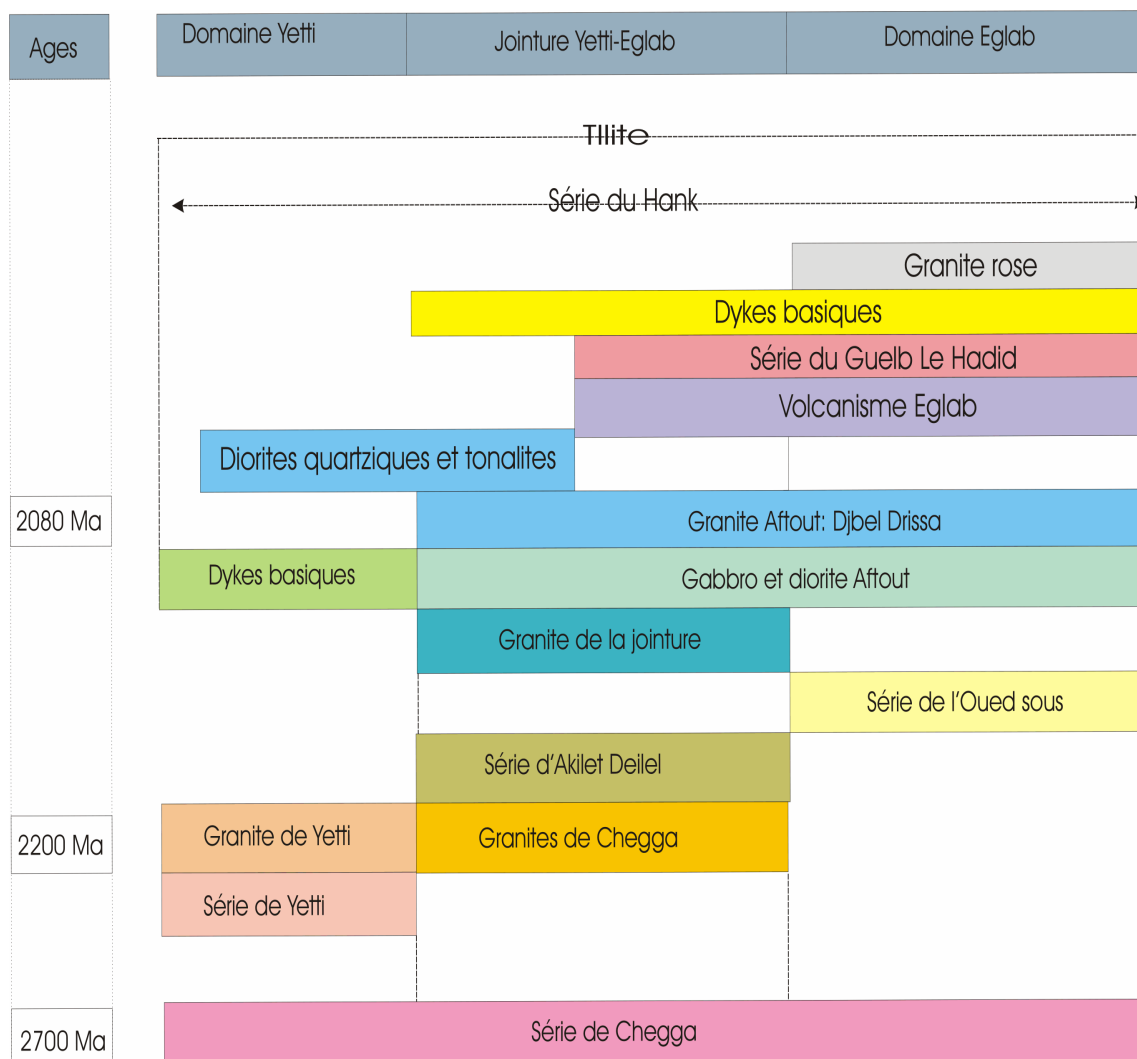 Ages
Domaine Yetti
Jointure Yetti-Eglab
Domaine Eglab
TIlite
Série du Hank
Granite rose
Dykes basiques
Série du Guelb Le Hadid
Volcanisme Eglab
Diorites quartziques et tonalites
2080 Ma
Granite Aftout: Djbel Drissa
Dykes basiques
Gabbro et diorite Aftout
Granite de la jointure
Série de l'Oued sous
Série d'Akilet Deilel
2200 Ma
Granite de Yetti
Granites de Chegga
Série de Yetti
2700 Ma
Série de Chegga